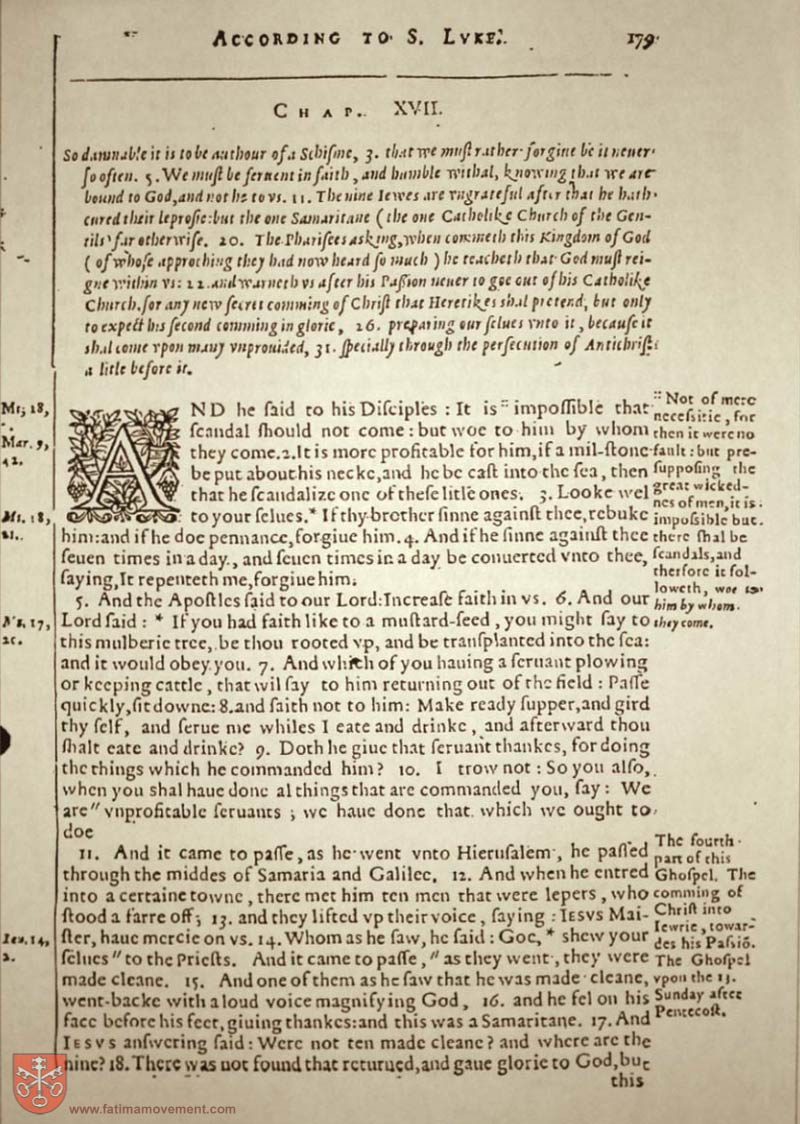 ACCORDING TO S. LVKE.
179
CHAP. XVII.
So damnable it is to be authour of a Schiſme, 3. that we muſt rather forgiue be it neuer
ſo often. 5. We muſt be feruent in faith, and humble withal, knowing that we are
bound to God, and not he to vs. 11. The nine Iewes are vngrateful after that he hath
cured their leproſie: but the one Samaritane (the one Catholike Church of the Gen-
tils) far otherwiſe. 20. The Phariſees asking, when commeth this Kingdom of God
(of whoſe approching they had now heard ſo much) he teacheth that God muſt rei-
gne within vs: 22. and warneth vs after his Paſsion neuer to goe out of his Catholike
Church. for any new ſecret comming of Chriſt that Heretikes shal pretend, but only
to expect his ſecond comming in glorie, 26. preparing our ſelues vnto it, becauſe it
shal come vpon many vnprouided, 31. ſpecially through the perſecution of Antichriſt
a litle before it.
Mt, 18,
Mar. 9,
42.
AND he ſaid to his Diſciples : It is " impoſſible that
ſcandal ſhould not come : but woe to him by whom
they come. 2. It is more profitable for him, if a mil-ſtone
be put about his necke, and he be caſt into the ſea, then
that he ſcandalize one of theſe litle ones. 3. Looke wel
to your ſelues. * If thy brother ſinne againſt thee, rebuke
him: and if he doe pennance, forgiue him. 4. And if he ſinne againſt thee
ſeuen times in a day, and ſeuen times in a day be conuerted vnto thee,
ſaying, It repenteth me, forgiue him.
" Not of mere
neceſsitie, for
then it were no
fault: but pre-
ſuppoſing the
great wicked-
nes of men, it is
impoſsible but
there ſhal be
ſcandals, and
therfore it fol-
loweth, woe to
him by whom
they come.
Mt. 18,
21.
5. And the Apoſtles ſaid to our Lord: Increaſe faith in vs. 6. And our
Lord ſaid : * If you had faith like to a muſtard-ſeed, you might ſay to
this mulberie tree, be thou rooted vp, and be tranſplanted into the ſea:
and it would obey you. 7. And which of you hauing a ſeruant plowing
or keeping cattle, that wil ſay to him returning out of the field : Paſſe
quickly, ſit downe: 8. and ſaith not to him: Make ready ſupper, and gird
thy ſelf, and ſerue me whiles I eate and drinke, and afterward thou
ſhalt eate and drinke? 9. Doth he giue that ſeruant thankes, for doing
the things which he commanded him? 10. I trow not : So you alſo,
when you shal haue done al things that are commanded you, ſay : We
are " vnprofitable ſeruants ; we haue done that which we ought to
doe
Mt. 17,
20.
11. And it came to paſſe, as he went vnto Hieruſalem, he paſſed
through the middes of Samaria and Galilee. 12. And when he entred
into a certaine towne, there met him ten men that were lepers, who
ſtood a farre off; 13. and they lifted vp their voice, ſaying : IESVS Mai-
ſter, haue mercie on vs. 14. Whom as he ſaw, he ſaid : Goe, * shew your
ſelues " to the Prieſts. And it came to paſſe, " as they went, they were
made cleane. 15. And one of them as he ſaw that he was made cleane,
went backe with a loud voice magnifying God, 16. and he fel on his
face before his feet, giuing thankes: and this was a Samaritane. 17. And
IESVS anſwering ſaid : Were not ten made cleane? and where are the
nine? 18. There was not found that returned, and gaue glorie to God, but
this
Leu. 14,
2.
The fourth
part of this
Ghoſpel. The
comming of
Chriſt into
Iewrie, towar-
des his Paſsiō.
The Ghoſpel
vpon the 13.
Sunday after
Pentecoſt.
www.fatimamovement.com